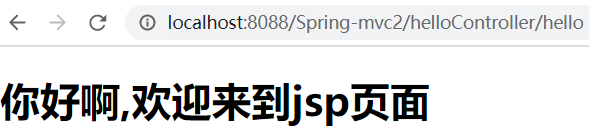 localhost:8088/Spring-mvc2/helloController/hello
你好啊,欢迎来到jsp页面